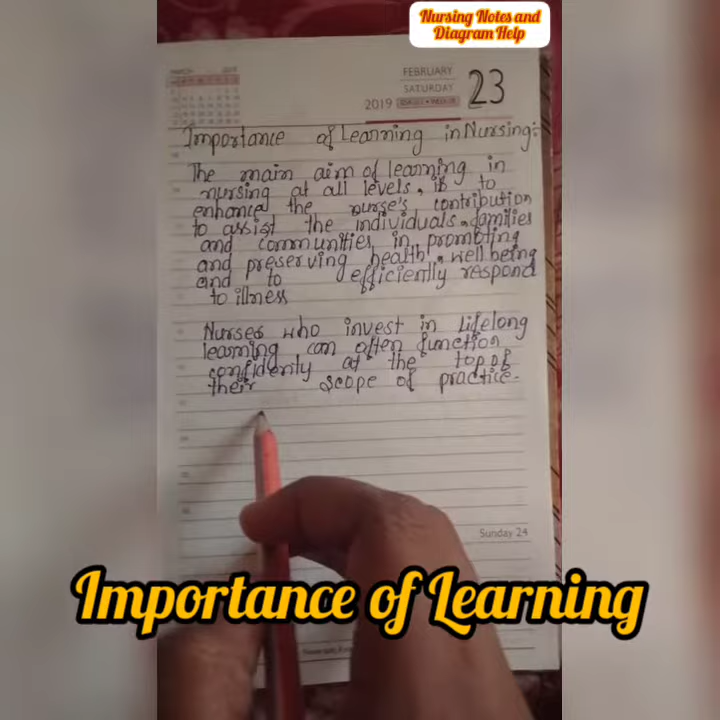 Nursing Notes and
Diagram Help
MARCH 2019
FEBRUARY
SATURDAY
2019
23
Importance of Learning in Nursing:-
The main aim of learning in
nursing at all levels, is to
enhance the nurse's contribution
to assist the individuals, families
and communities in promoting
and preserving health, well being
and to efficiently respond
to illness
Nurses who invest in lifelong
learning can often function
confidently at the top of
their scope of practice.
Sunday 24
Importance of Learning